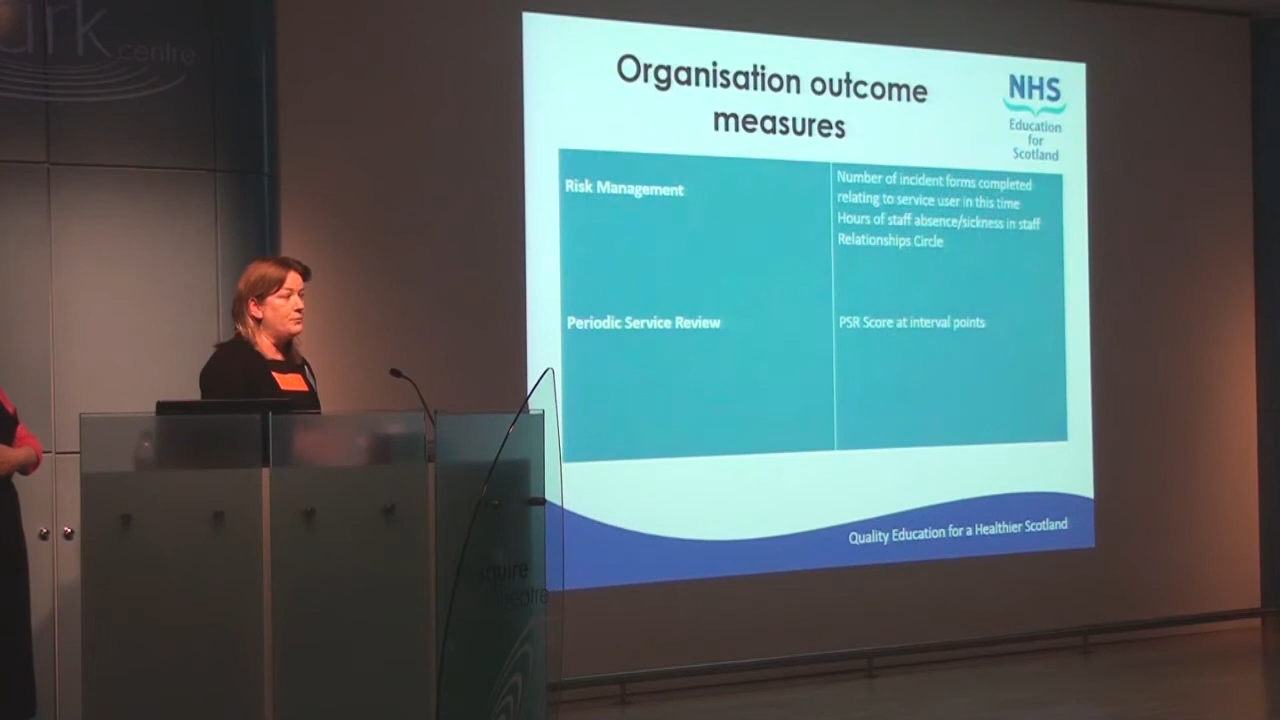 centre
Organisation outcome
measures
NHS
Education
for
Scotland
Risk Management
Number of incident forms completed
relating to service user in this time
Hours of staff absence/sickness in staff
Relationships Circle
Periodic Service Review
PSR Score at interval points
Quality Education for a Healthier Scotland